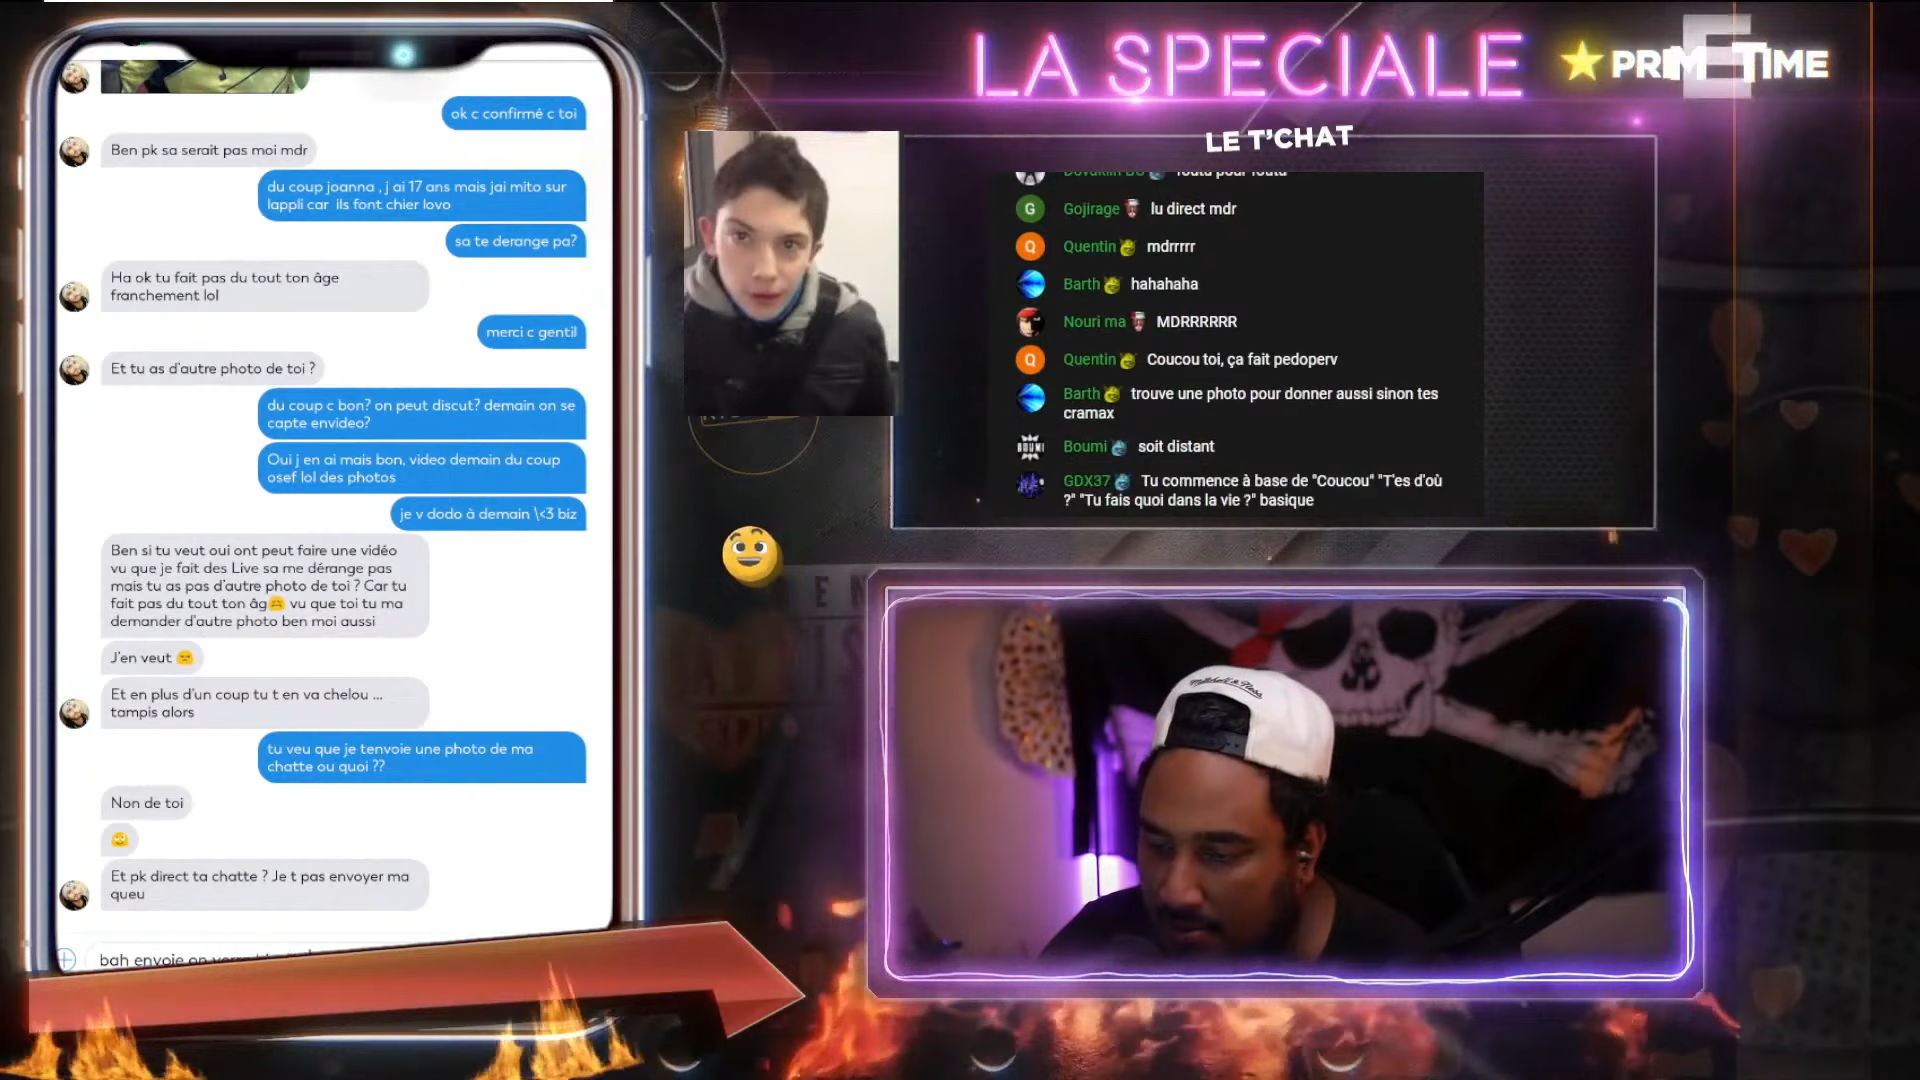 LA SPECIALE
PRIMETIME
E
LE T'CHAT
ok c confirmé c toi
Ben pk sa serait pas moi mdr
du coup joanna , j ai 17 ans mais jai mito sur
lappli car ils font chier lovo
sa te derange pa?
Ha ok tu fait pas du tout ton âge
franchement lol
merci c gentil
Et tu as d'autre photo de toi ?
du coup c bon? on peut discut? demain on se
capte envideo?
Oui j en ai mais bon, video demain du coup
osef lol des photos
je v dodo à demain \<3 biz
Ben si tu veut oui ont peut faire une vidéo
vu que je fait des Live sa me dérange pas
mais tu as pas d'autre photo de toi ? Car tu
fait pas du tout ton âg😕 vu que toi tu ma
demander d'autre photo ben moi aussi
J'en veut 😕
Et en plus d'un coup tu t en va chelou ...
tampis alors
tu veu que je tenvoie une photo de ma
chatte ou quoi ??
Non de toi
🙄
Et pk direct ta chatte ? Je t pas envoyer ma
queu
bah envoie on
Gojirage lu direct mdr
Quentin mdrrrrr
Barth hahahaha
Nouri ma MDRRRRRR
Quentin Coucou toi, ça fait pedoperv
Barth trouve une photo pour donner aussi sinon tes
cramax
Boumi soit distant
GDX37 Tu commence à base de "Coucou" "T'es d'où
?" "Tu fais quoi dans la vie ?" basique
G
Q
Q
BOUMI
Mitchell & Ness